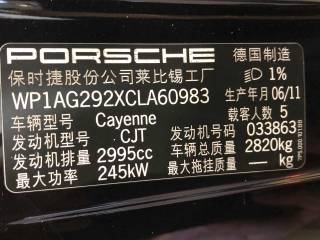 PORSCHE 德国制造
保时捷股份公司莱比锡工厂 1%
WP1AG292XCLA60983 生产年月 06/11
车辆型号 Cayenne 载客人数 5
发动机型号 CJT 发动机号码 033863
发动机排量 2995cc 车辆总质量 2820kg
最大功率 245kW 最大拖挂质量 — kg